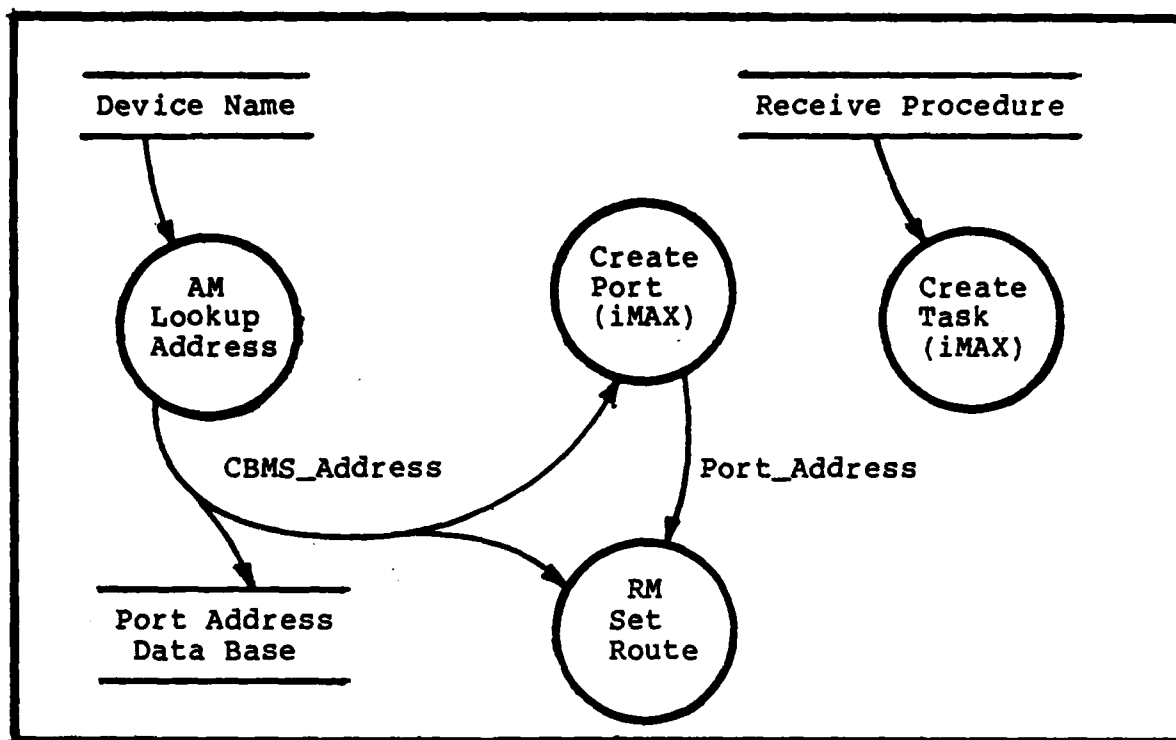 Device Name
Receive Procedure
AM
Lookup
Address
Create
Port
(iMAX)
Create
Task
(iMAX)
CBMS_Address
Port_Address
Port Address
Data Base
RM
Set
Route